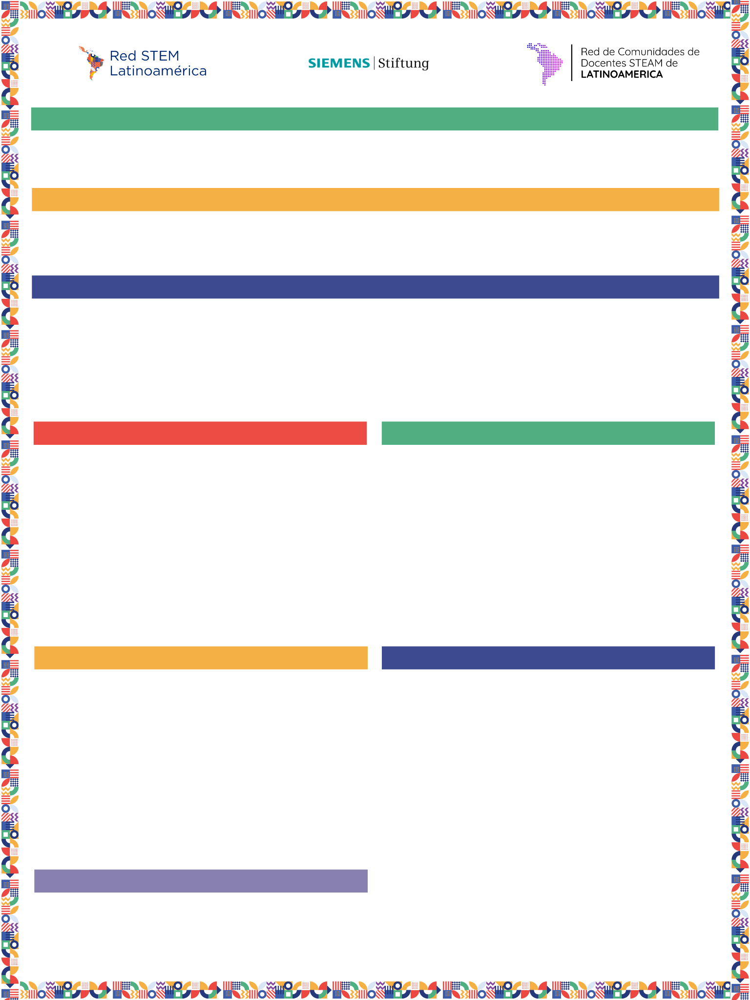 Red STEM
Latinoamérica
SIEMENS | Stiftung
Red de Comunidades de
Docentes STEAM de
LATINOAMERICA